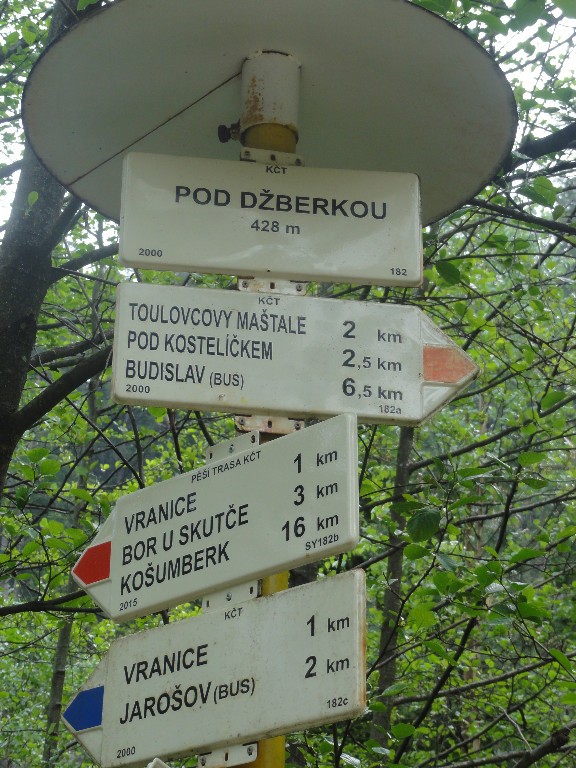 KČT
POD DŽBERKOU
428 m
2000 182
KČT
TOULOVCOVY MAŠTALE 2 km
POD KOSTELÍČKEM 2,5 km
BUDISLAV (BUS) 6,5 km
2000 182a
PĚŠÍ TRASA KČT
VRANICE 1 km
BOR U SKUTČE 3 km
KOŠUMBERK 16 km
2015 SY182b
KČT
VRANICE 1 km
JAROŠOV (BUS) 2 km
2000 182c